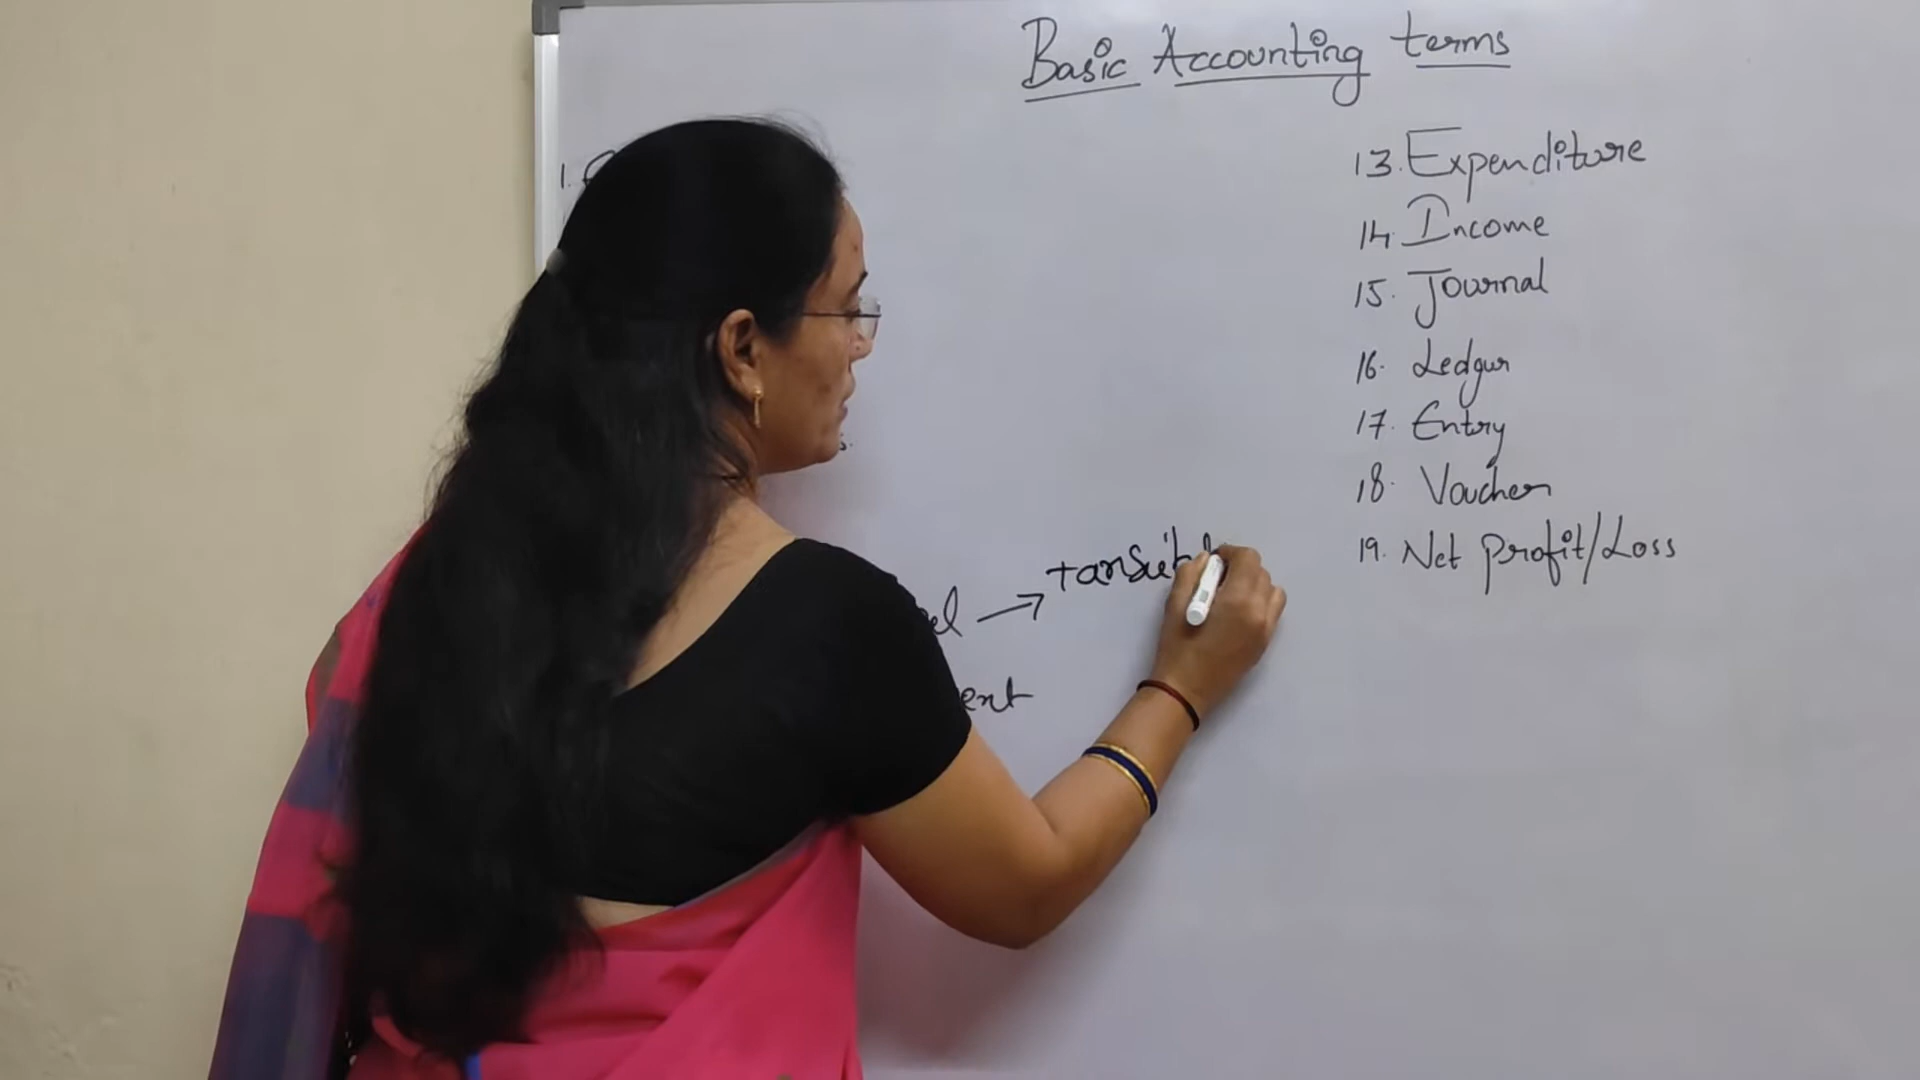 Basic Accounting terms
1.
13. Expenditure
14. Income
15. Journal
16. Ledger
17. Entry
18. Voucher
19. Net Profit/Loss